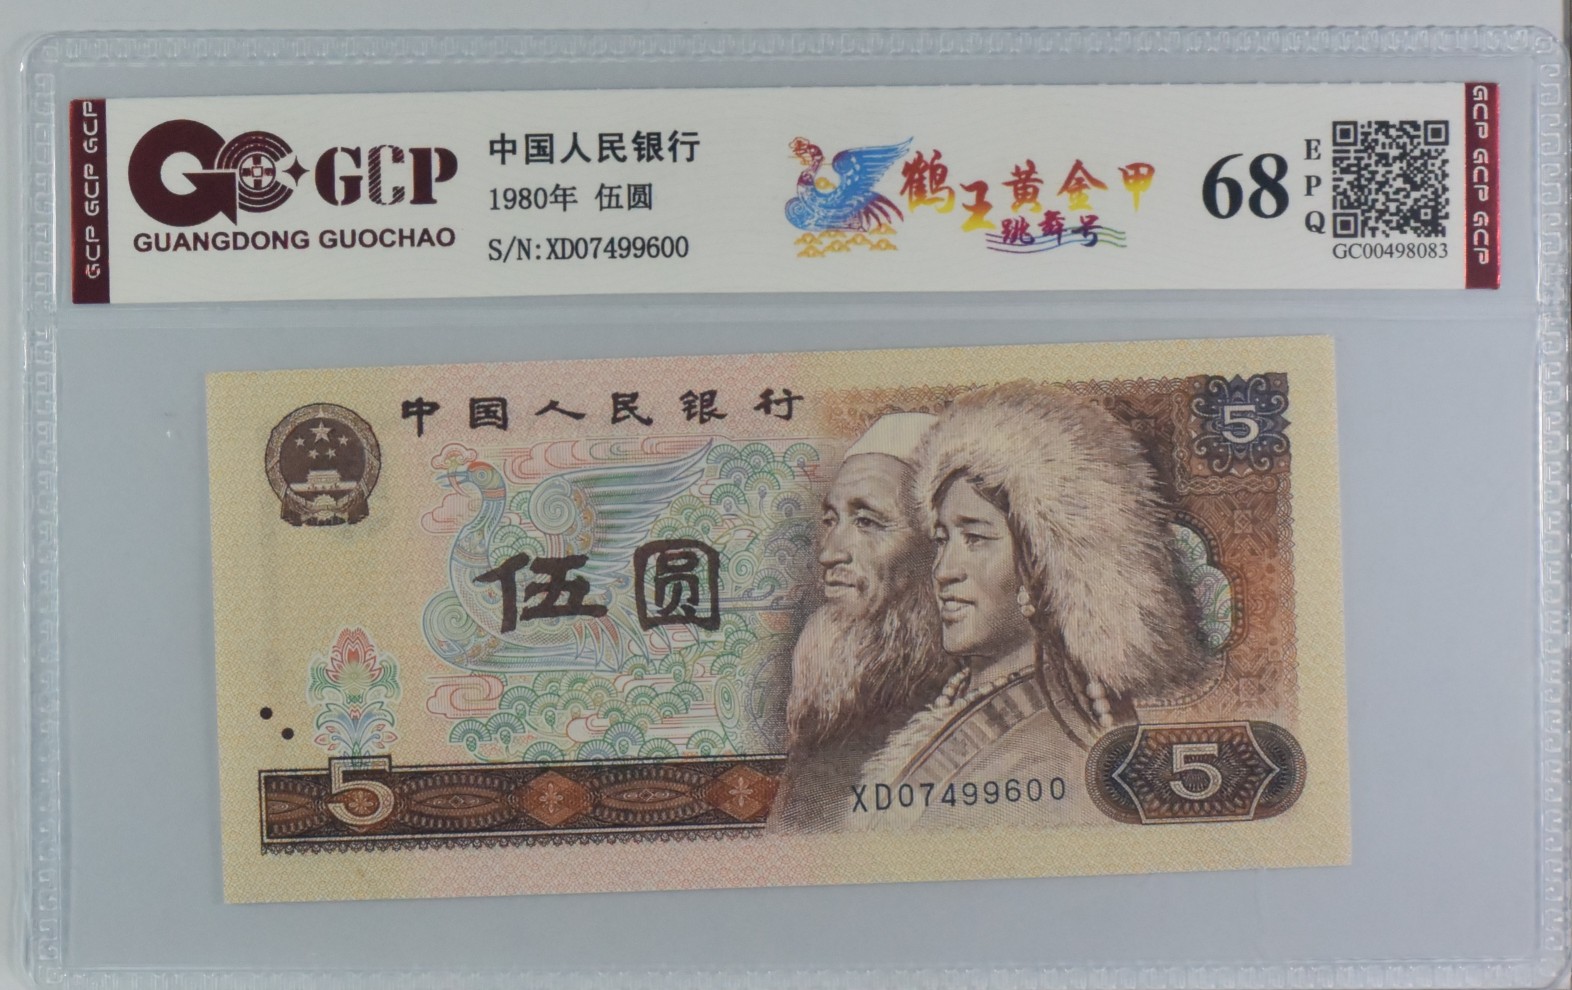 GCP GCP GCP
GCP
GUANGDONG GUOCHAO
中国人民银行
1980年 伍圆
S/N:XD07499600
鹤王黄金甲
跳舞号
68
EPQ
GC00498083
GCP GCP GCP
中国人民银行
5
伍圆
5
XD07499600
5